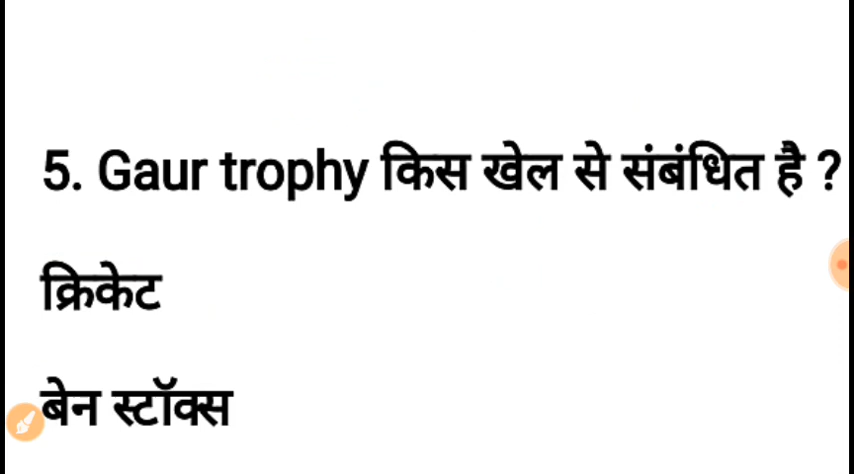 5. Gaur trophy किस खेल से संबंधित है ?
क्रिकेट
बेन स्टॉक्स